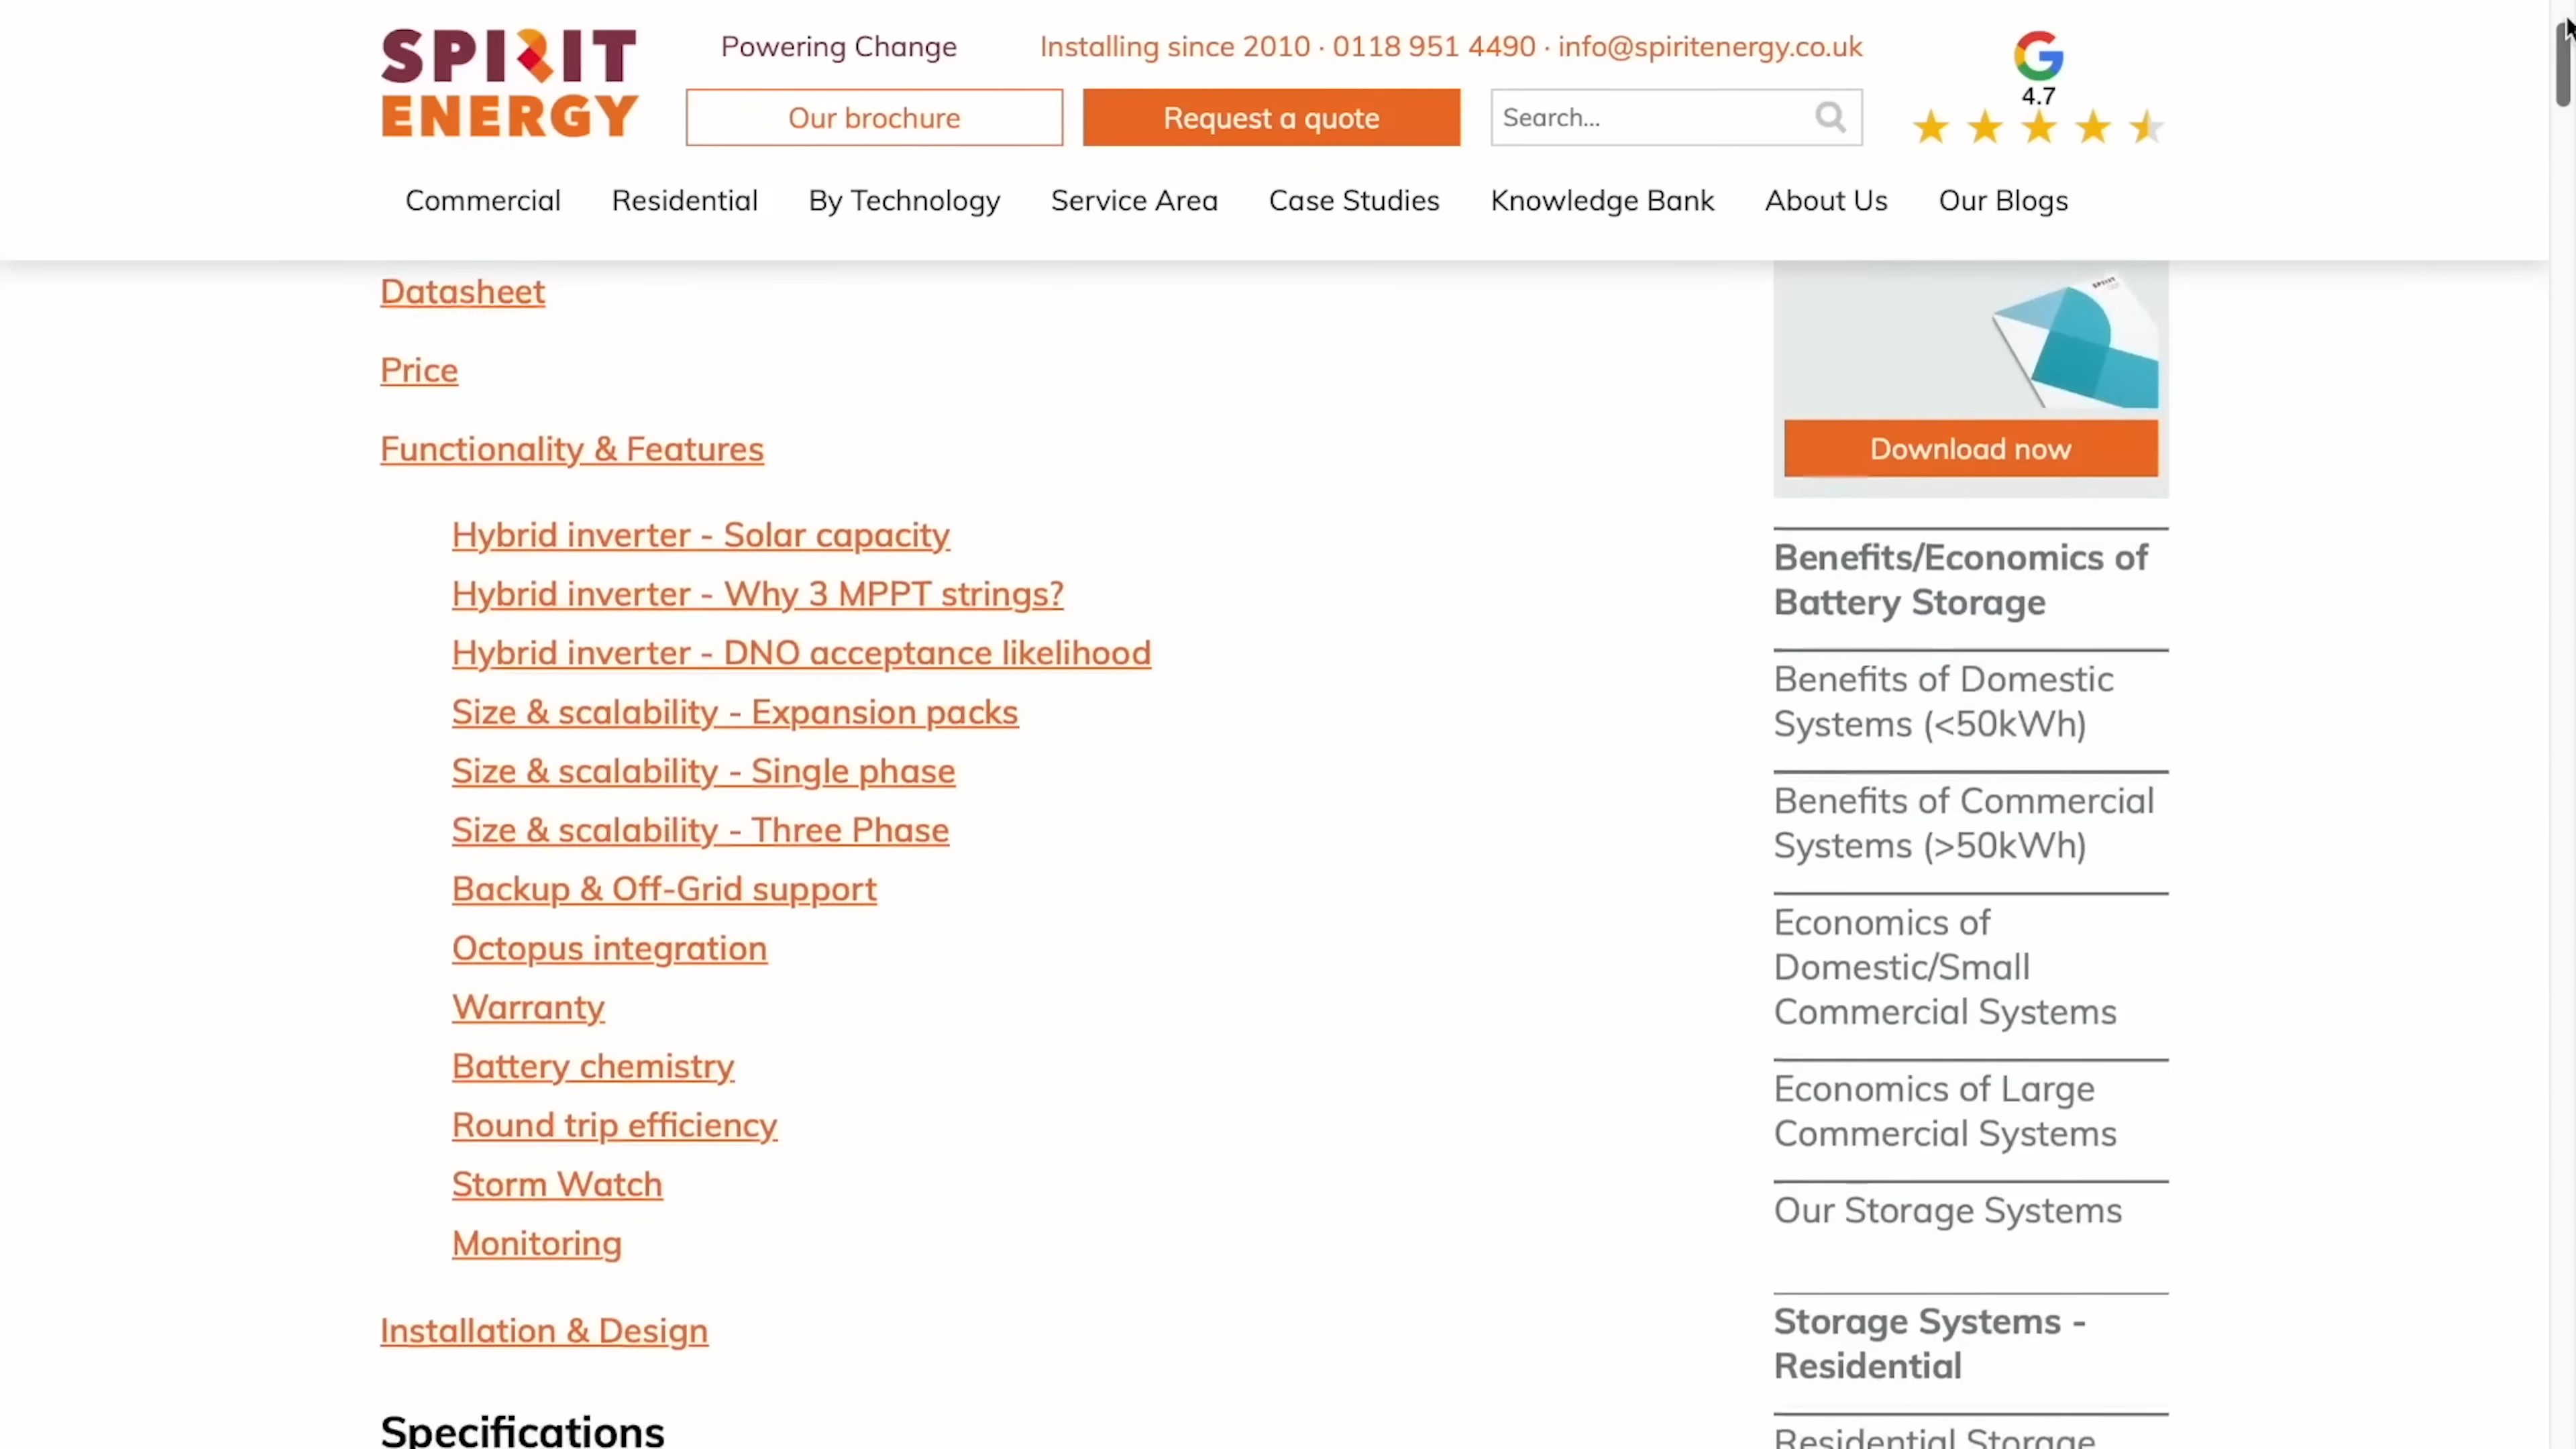 SPIRIT
ENERGY
Powering Change
Installing since 2010 · 0118 951 4490 · info@spiritenergy.co.uk
Our brochure
Request a quote
Search...
4.7
Commercial
Residential
By Technology
Service Area
Case Studies
Knowledge Bank
About Us
Our Blogs
Datasheet
Price
Functionality & Features
Hybrid inverter - Solar capacity
Hybrid inverter - Why 3 MPPT strings?
Hybrid inverter - DNO acceptance likelihood
Size & scalability - Expansion packs
Size & scalability - Single phase
Size & scalability - Three Phase
Backup & Off-Grid support
Octopus integration
Warranty
Battery chemistry
Round trip efficiency
Storm Watch
Monitoring
Installation & Design
Specifications
Download now
Benefits/Economics of
Battery Storage
Benefits of Domestic
Systems (<50kWh)
Benefits of Commercial
Systems (>50kWh)
Economics of
Domestic/Small
Commercial Systems
Economics of Large
Commercial Systems
Our Storage Systems
Storage Systems -
Residential
Residential Storage